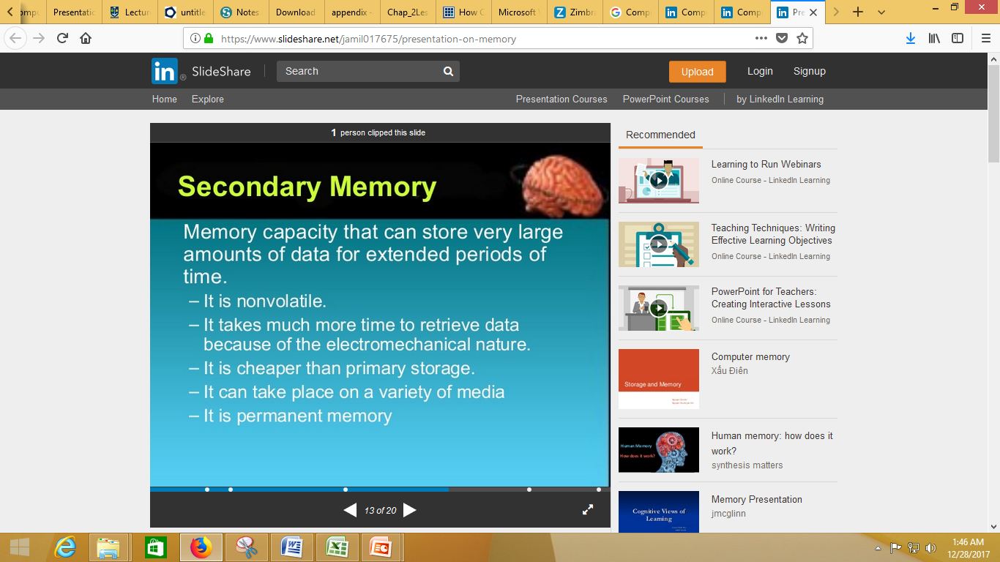 ompu
Presentatic
Lectur
untitle
Notes
Download
appendix -
Chap_2Les
How C
Microsoft
Zimbra
Comp
Comp
Comp
Pre
https://www.slideshare.net/jamil017675/presentation-on-memory
in ® SlideShare
Search
Upload
Login
Signup
Home
Explore
Presentation Courses
PowerPoint Courses
by LinkedIn Learning
1 person clipped this slide
Secondary Memory
Memory capacity that can store very large
amounts of data for extended periods of
time.
– It is nonvolatile.
– It takes much more time to retrieve data
because of the electromechanical nature.
– It is cheaper than primary storage.
– It can take place on a variety of media
– It is permanent memory
13 of 20
Recommended
Learning to Run Webinars
Online Course - LinkedIn Learning
Teaching Techniques: Writing
Effective Learning Objectives
Online Course - LinkedIn Learning
PowerPoint for Teachers:
Creating Interactive Lessons
Online Course - LinkedIn Learning
Storage and Memory
Computer memory
Xấu Điên
Human Memory
How does it work?
Human memory: how does it
work?
synthesis matters
Cognitive Views of
Learning
Memory Presentation
jmcglinn
1:46 AM
12/28/2017